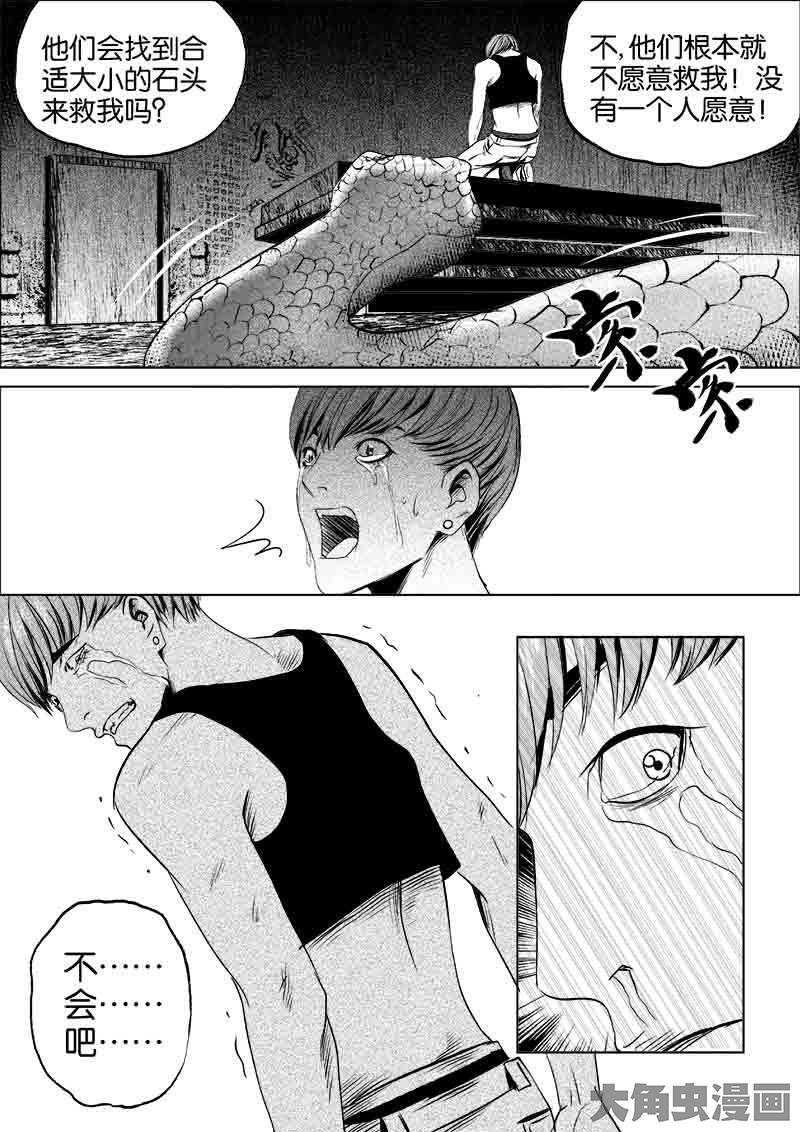 他们会找到合
适大小的石头
来救我吗？
不,他们根本就
不愿意救我！没
有一个人愿意！
不……
会……
吧……
大角虫漫画